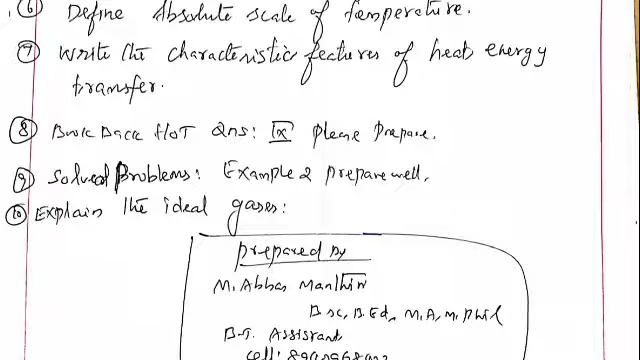 ⑥ Define Absolute scale of temperature.
⑦ Write the characteristic features of heat energy
transfer.
⑧ Book Back HOT Qns: IX Please Prepare.
⑨ Solved Problems: Example 2 prepare well.
⑩ Explain the ideal gases:
prepared by
M. Abbas Manthiri
B.sc, B.Ed, M.A, M.Phil
B.T. Assistant
cell: